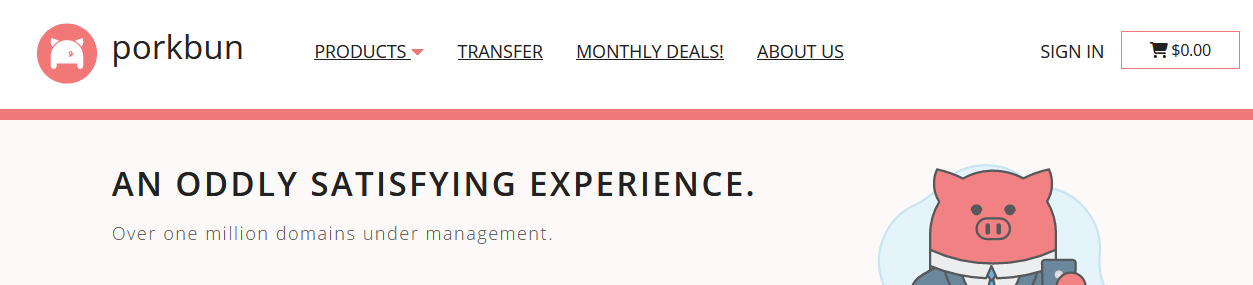 porkbun
PRODUCTS
TRANSFER
MONTHLY DEALS!
ABOUT US
SIGN IN
$0.00
AN ODDLY SATISFYING EXPERIENCE.
Over one million domains under management.